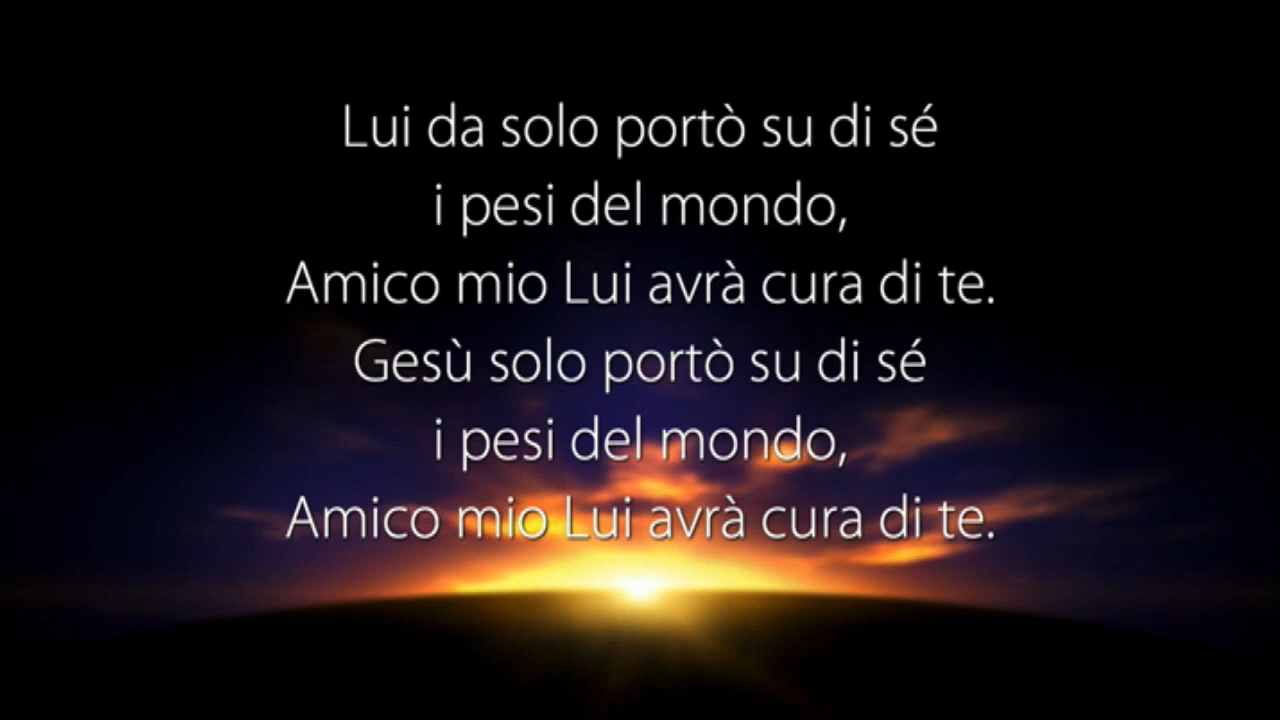 Lui da solo portò su di sé
i pesi del mondo,
Amico mio Lui avrà cura di te.
Gesù solo portò su di sé
i pesi del mondo,
Amico mio Lui avrà cura di te.